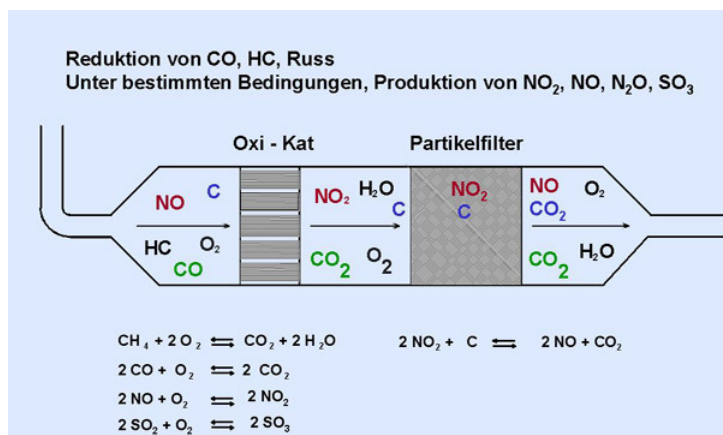 Reduktion von CO, HC, Russ
Unter bestimmten Bedingungen, Produktion von NO₂, NO, N₂O, SO₃
Oxi - Kat
Partikelfilter
NO C
HC O₂
CO
NO₂ H₂O
C
CO₂ O₂
NO₂
C
NO O₂
CO₂
CO₂ H₂O
CH₄ + 2 O₂ ⇌ CO₂ + 2 H₂O
2 CO + O₂ ⇌ 2 CO₂
2 NO + O₂ ⇌ 2 NO₂
2 SO₂ + O₂ ⇌ 2 SO₃
2 NO₂ + C ⇌ 2 NO + CO₂